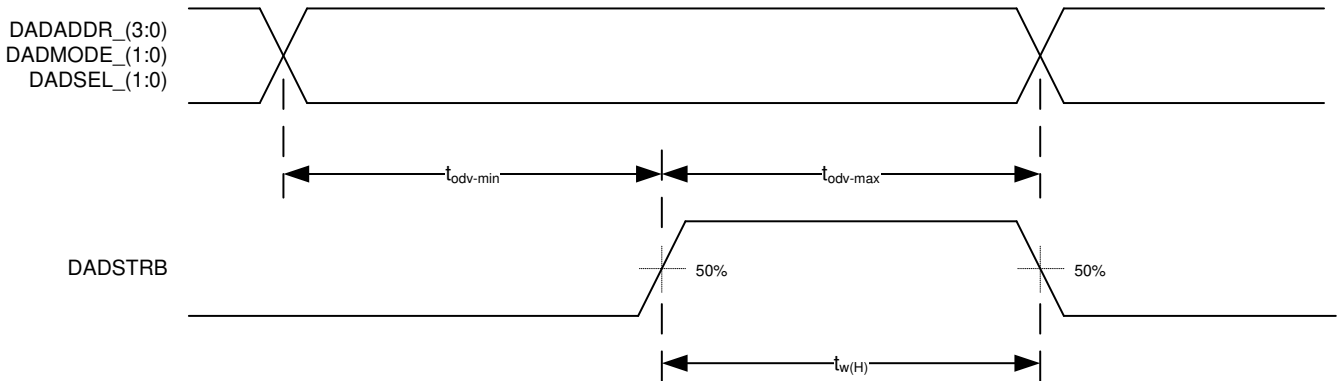 DADADDR_(3:0)
DADMODE_(1:0)
DADSEL_(1:0)
todv-min
todv-max
DADSTRB
50%
50%
tw(H)